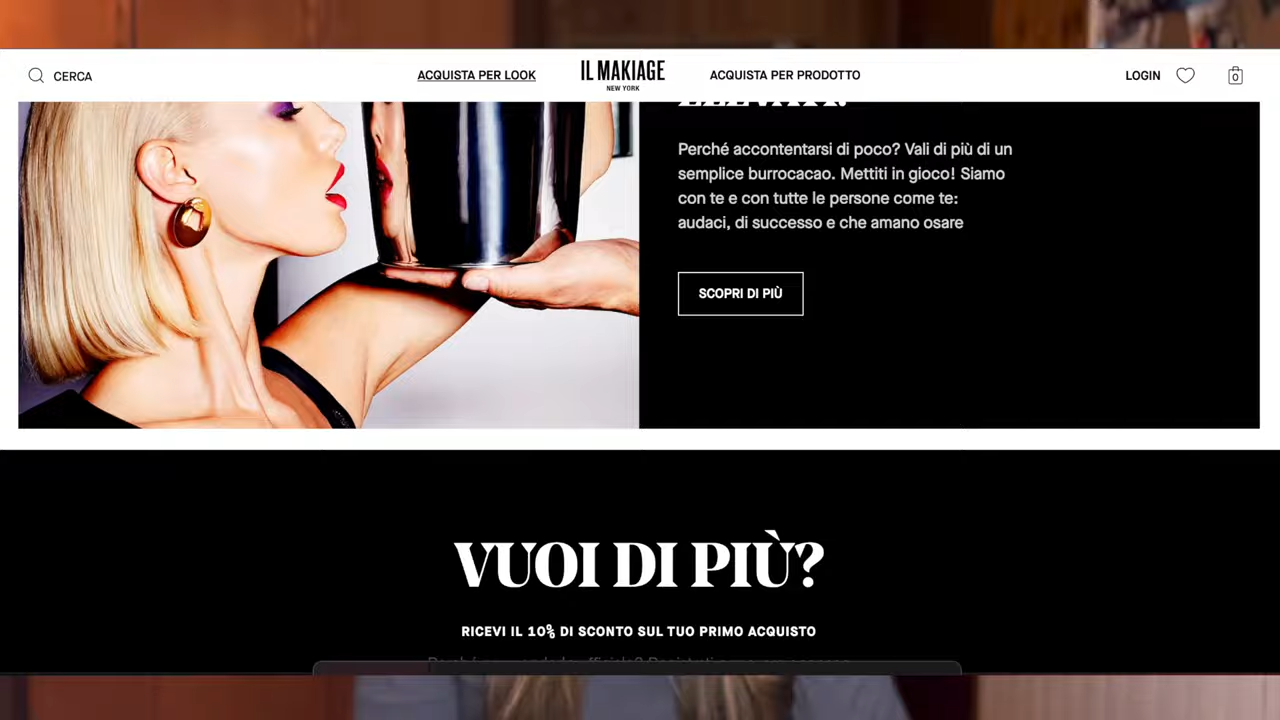 CERCA
ACQUISTA PER LOOK
IL MAKIAGE
NEW YORK
ACQUISTA PER PRODOTTO
LOGIN
0
Perché accontentarsi di poco? Vali di più di un
semplice burrocacao. Mettiti in gioco! Siamo
con te e con tutte le persone come te:
audaci, di successo e che amano osare
SCOPRI DI PIÙ
VUOI DI PIÙ?
RICEVI IL 10% DI SCONTO SUL TUO PRIMO ACQUISTO